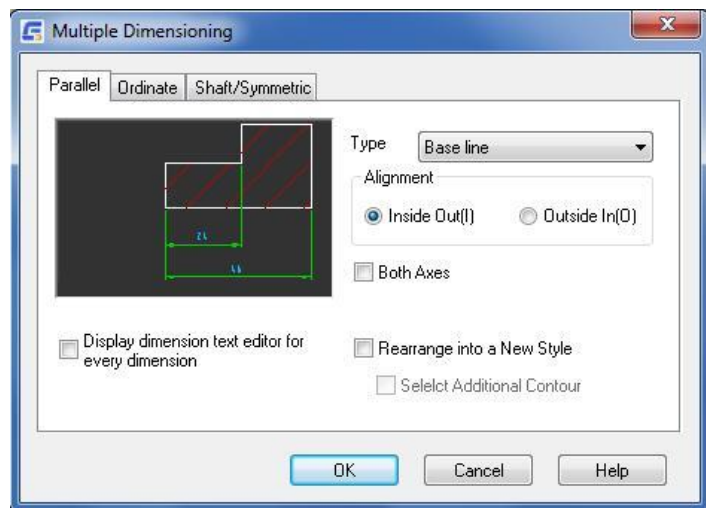 Multiple Dimensioning
Parallel Ordinate Shaft/Symmetric
Type Base line
Alignment
Inside Out(I) Outside In(O)
Both Axes
Display dimension text editor for
every dimension
Rearrange into a New Style
Selelct Additional Contour
OK Cancel Help